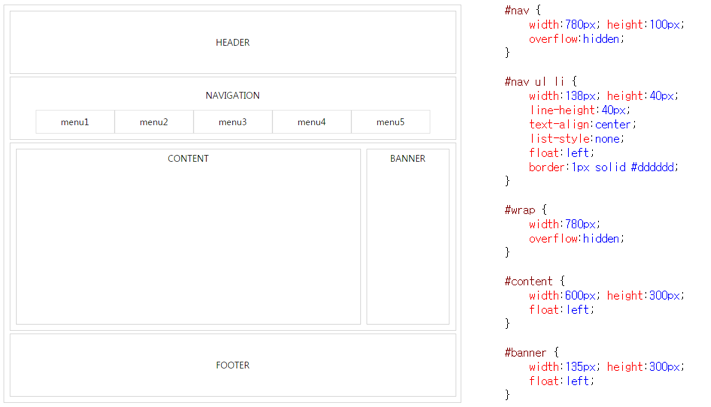 HEADER
NAVIGATION
menu1 menu2 menu3 menu4 menu5
CONTENT
BANNER
FOOTER
#nav {
width:780px; height:100px;
overflow:hidden;
}
#nav ul li {
width:138px; height:40px;
line-height:40px;
text-align:center;
list-style:none;
float:left;
border:1px solid #dddddd;
}
#wrap {
width:780px;
overflow:hidden;
}
#content {
width:600px; height:300px;
float:left;
}
#banner {
width:135px; height:300px;
float:left;
}